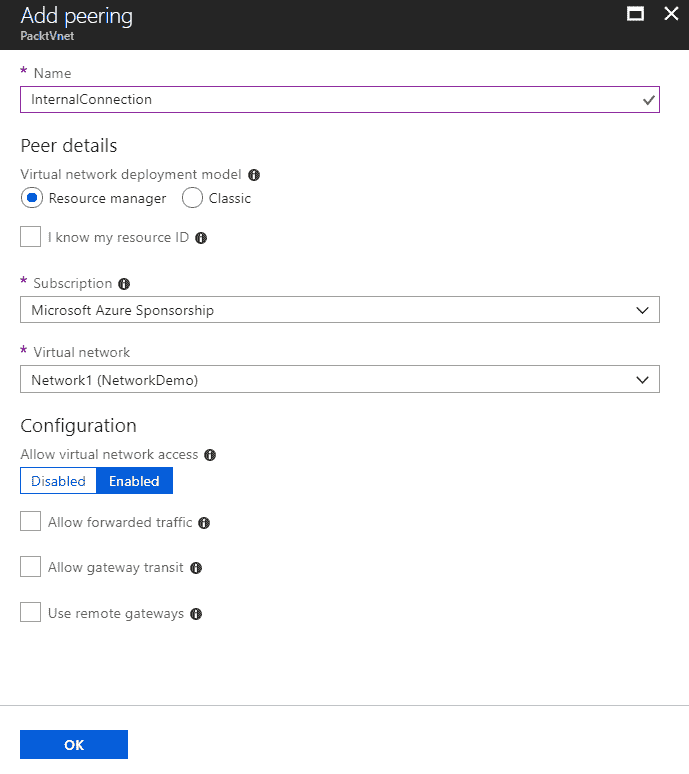 Add peering
PacktVnet
* Name
InternalConnection
Peer details
Virtual network deployment model
Resource manager Classic
I know my resource ID
* Subscription
Microsoft Azure Sponsorship
* Virtual network
Network1 (NetworkDemo)
Configuration
Allow virtual network access
Disabled Enabled
Allow forwarded traffic
Allow gateway transit
Use remote gateways
OK